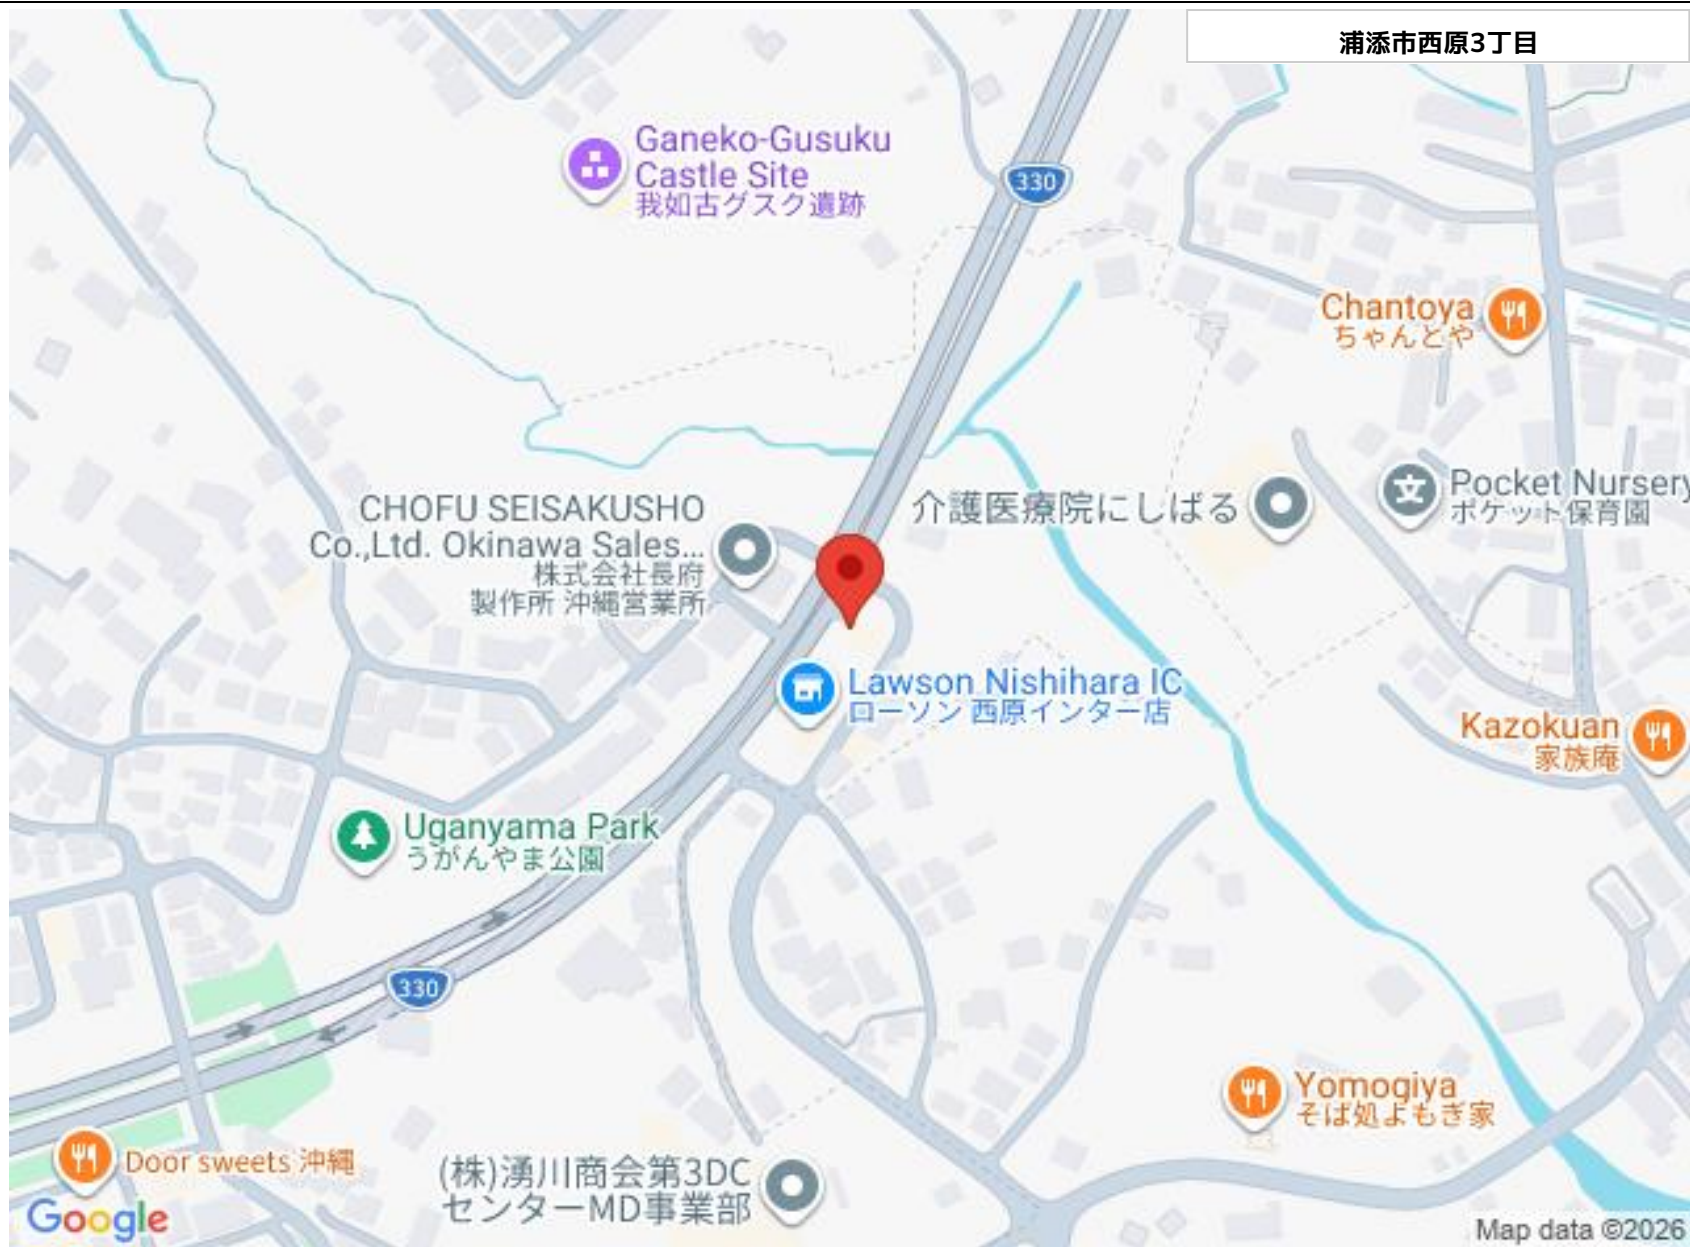 浦添市西原3丁目
Ganeko-Gusuku
Castle Site
我如古グスク遺跡
330
Chantoya
ちゃんとや
CHOFU SEISAKUSHO
Co.,Ltd. Okinawa Sales...
株式会社長府
製作所 沖縄営業所
介護医療院にしばる
Pocket Nursery
ポケット保育園
Lawson Nishihara IC
ローソン 西原インター店
Kazokuan
家族庵
Uganyama Park
うがんやま公園
330
Yomogiya
そば処よもぎ家
Door sweets 沖縄
(株)湧川商会第3DC
センターMD事業部
Google
Map data ©2026